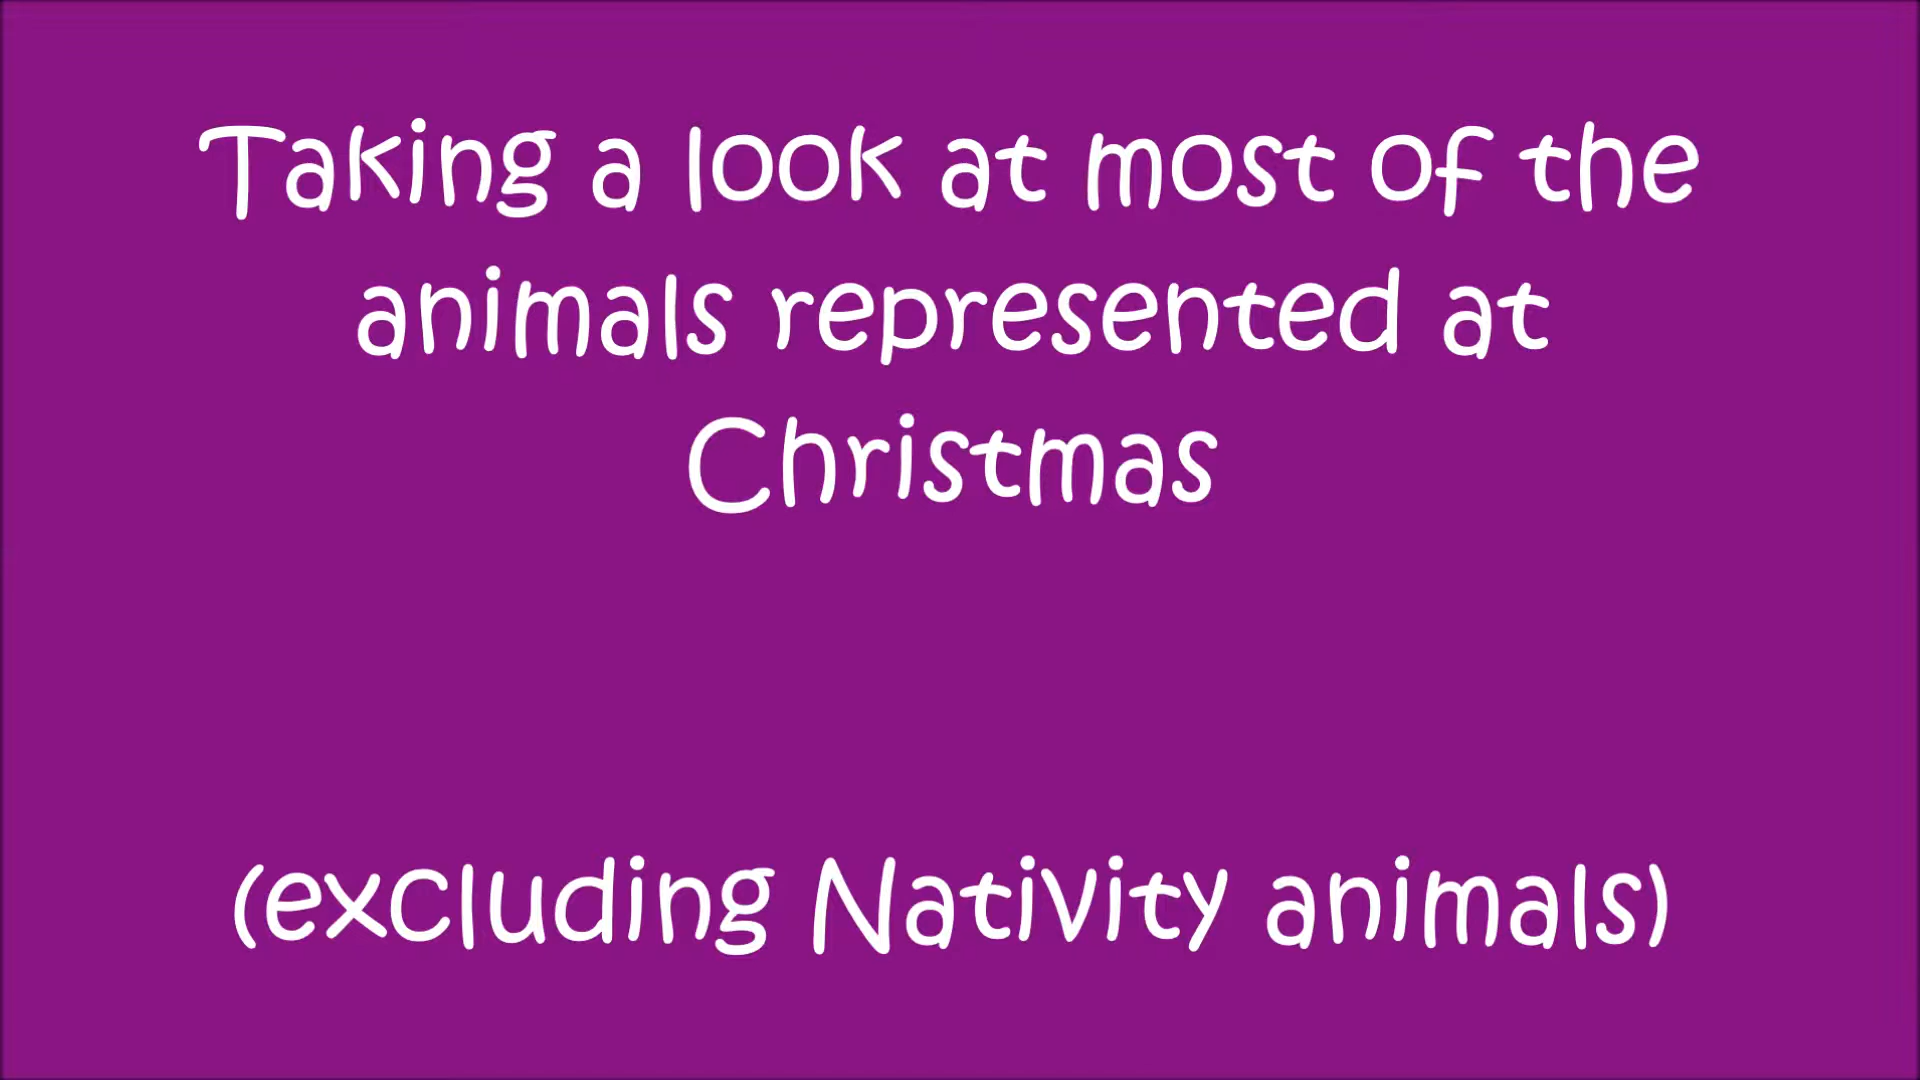 Taking a look at most of the
animals represented at
Christmas
(excluding Nativity animals)